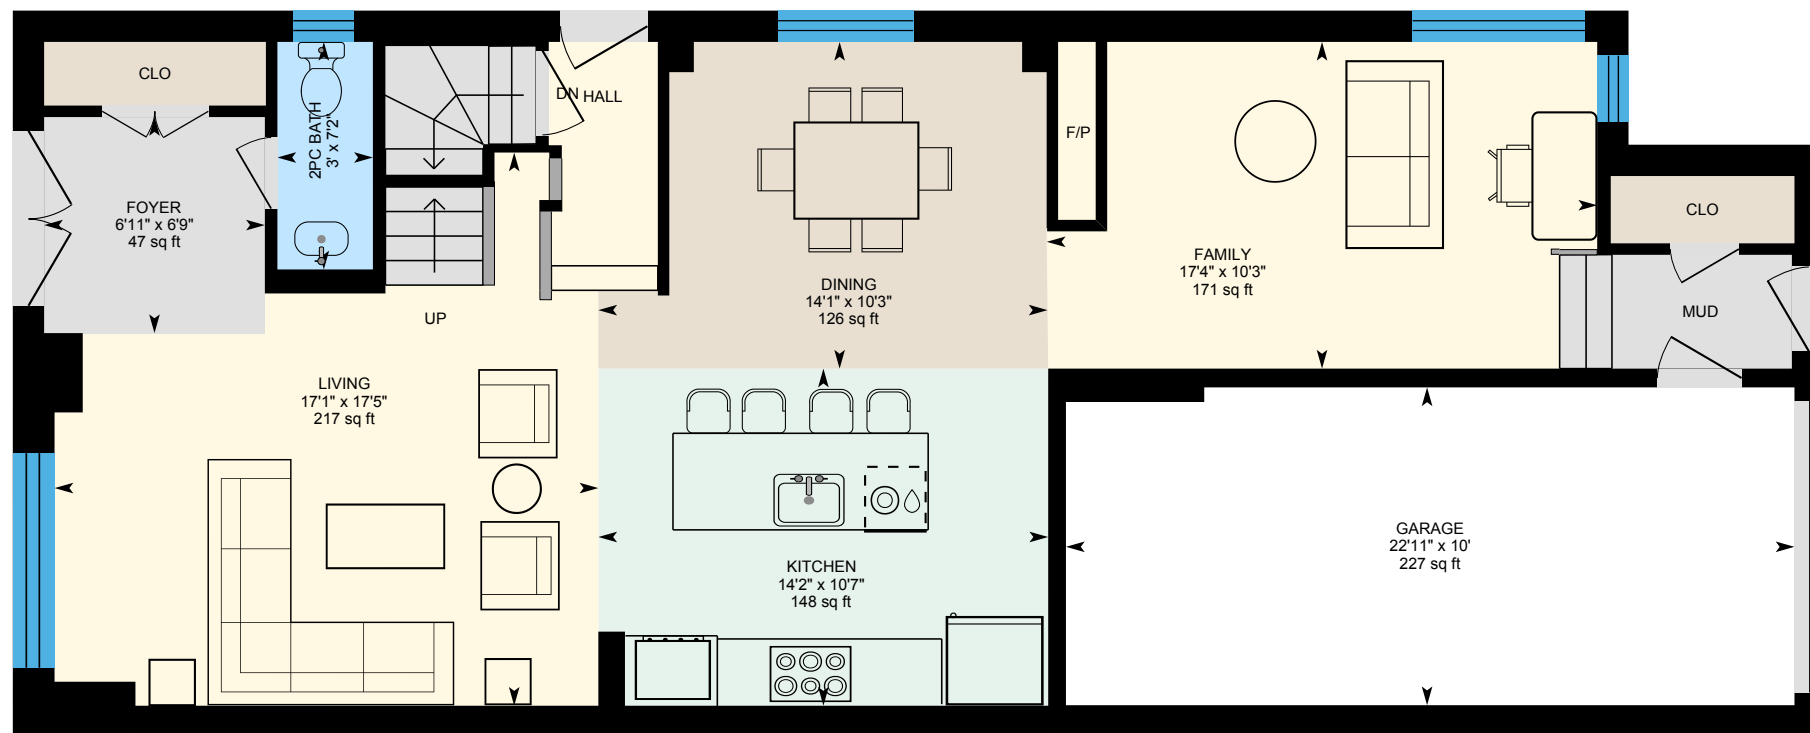 CLO
DN HALL
2PC BATH
3' x 7'2"
F/P
FOYER
6'11" x 6'9"
47 sq ft
CLO
FAMILY
17'4" x 10'3"
171 sq ft
DINING
14'1" x 10'3"
126 sq ft
UP
MUD
LIVING
17'1" x 17'5"
217 sq ft
GARAGE
22'11" x 10'
227 sq ft
KITCHEN
14'2" x 10'7"
148 sq ft